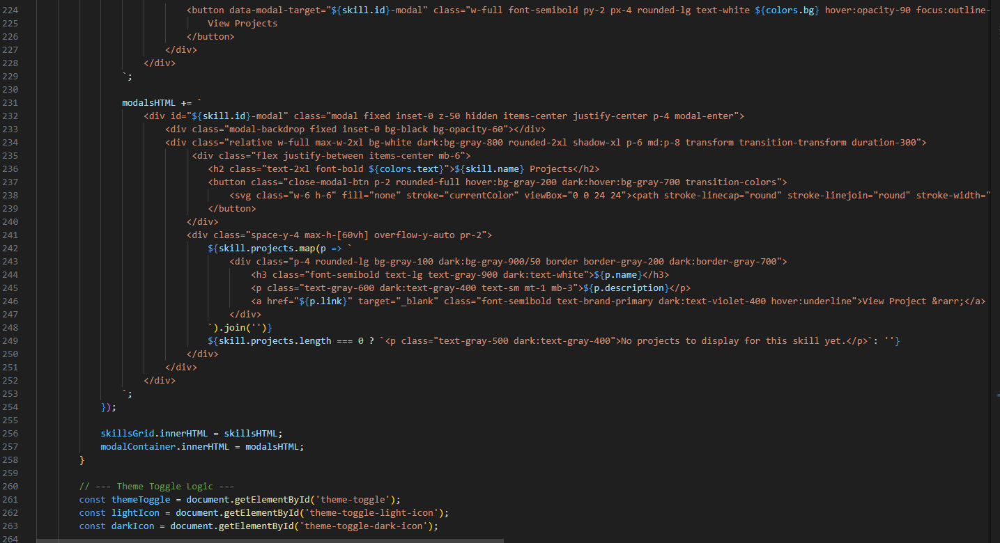 224 <button data-modal-target="${skill.id}-modal" class="w-full font-semibold py-2 px-4 rounded-lg text-white ${colors.bg} hover:opacity-90 focus:outline-
225 View Projects
226 </button>
227 </div>
228 </div>
229 `;
230
231 modalsHTML += `
232 <div id="${skill.id}-modal" class="modal fixed inset-0 z-50 hidden items-center justify-center p-4 modal-enter">
233 <div class="modal-backdrop fixed inset-0 bg-black bg-opacity-60"></div>
234 <div class="relative w-full max-w-2xl bg-white dark:bg-gray-800 rounded-2xl shadow-xl p-6 md:p-8 transform transition-transform duration-300">
235 <div class="flex justify-between items-center mb-6">
236 <h2 class="text-2xl font-bold ${colors.text}">${skill.name} Projects</h2>
237 <button class="close-modal-btn p-2 rounded-full hover:bg-gray-200 dark:hover:bg-gray-700 transition-colors">
238 <svg class="w-6 h-6" fill="none" stroke="currentColor" viewBox="0 0 24 24"><path stroke-linecap="round" stroke-linejoin="round" stroke-width="
239 </button>
240 </div>
241 <div class="space-y-4 max-h-[60vh] overflow-y-auto pr-2">
242 ${skill.projects.map(p => `
243 <div class="p-4 rounded-lg bg-gray-100 dark:bg-gray-900/50 border border-gray-200 dark:border-gray-700">
244 <h3 class="font-semibold text-lg text-gray-900 dark:text-white">${p.name}</h3>
245 <p class="text-gray-600 dark:text-gray-400 text-sm mt-1 mb-3">${p.description}</p>
246 <a href="${p.link}" target="_blank" class="font-semibold text-brand-primary dark:text-violet-400 hover:underline">View Project &rarr;</a>
247 </div>
248 `).join('')}
249 ${skill.projects.length === 0 ? `<p class="text-gray-500 dark:text-gray-400">No projects to display for this skill yet.</p>`: ''}
250 </div>
251 </div>
252 </div>
253 `;
254 });
255
256 skillsGrid.innerHTML = skillsHTML;
257 modalContainer.innerHTML = modalsHTML;
258 }
259
260 // --- Theme Toggle Logic ---
261 const themeToggle = document.getElementById('theme-toggle');
262 const lightIcon = document.getElementById('theme-toggle-light-icon');
263 const darkIcon = document.getElementById('theme-toggle-dark-icon');
264